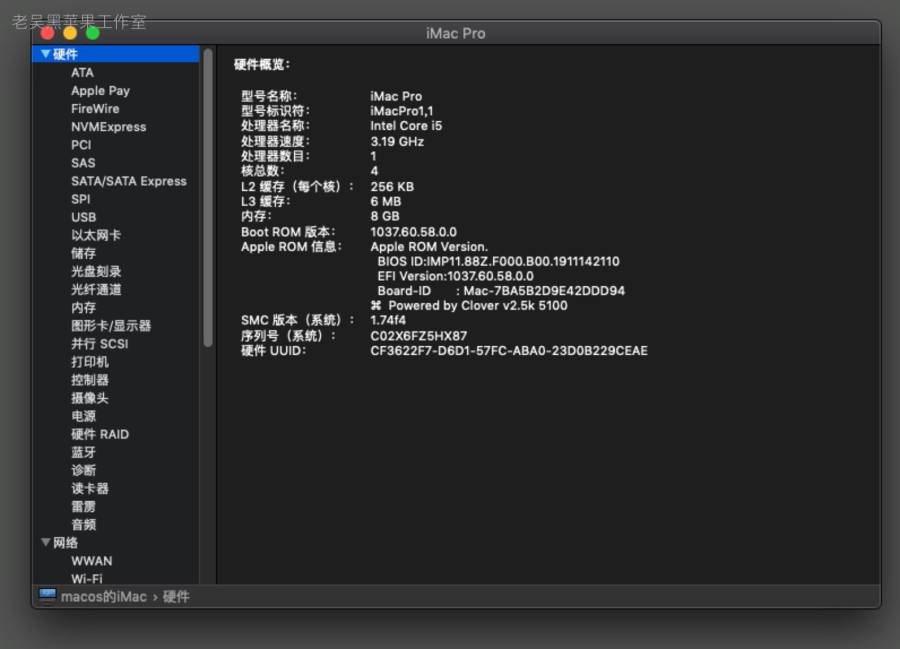 老吴黑苹果工作室
iMac Pro
硬件
ATA
Apple Pay
FireWire
NVMExpress
PCI
SAS
SATA/SATA Express
SPI
USB
以太网卡
储存
光盘刻录
光纤通道
内存
图形卡/显示器
并行 SCSI
打印机
控制器
摄像头
电源
硬件 RAID
蓝牙
诊断
读卡器
雷雳
音频
网络
WWAN
Wi-Fi
硬件概览：
型号名称： iMac Pro
型号标识符： iMacPro1,1
处理器名称： Intel Core i5
处理器速度： 3.19 GHz
处理器数目： 1
核总数： 4
L2 缓存（每个核）： 256 KB
L3 缓存： 6 MB
内存： 8 GB
Boot ROM 版本： 1037.60.58.0.0
Apple ROM 信息： Apple ROM Version.
BIOS ID:IMP11.88Z.F000.B00.1911142110
EFI Version:1037.60.58.0.0
Board-ID : Mac-7BA5B2D9E42DDD94
⌘ Powered by Clover v2.5k 5100
SMC 版本（系统）： 1.74f4
序列号（系统）： C02X6FZ5HX87
硬件 UUID： CF3622F7-D6D1-57FC-ABA0-23D0B229CEAE
macos的iMac › 硬件